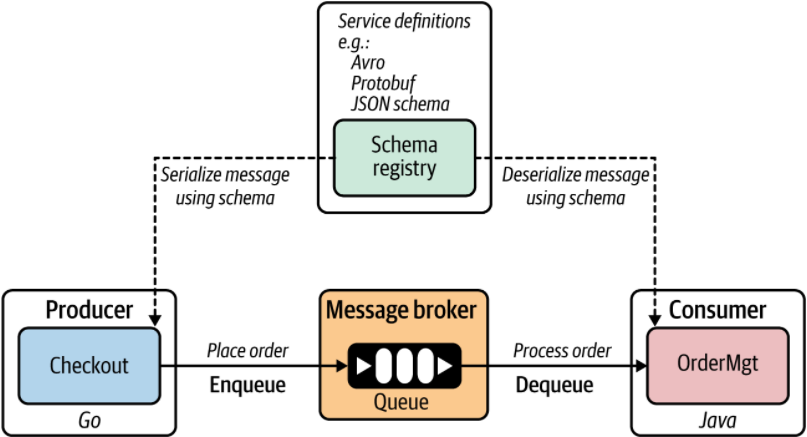 Service definitions
e.g.:
Avro
Protobuf
JSON schema
Schema
registry
Serialize message
using schema
Deserialize message
using schema
Producer
Checkout
Go
Place order
Enqueue
Message broker
Queue
Process order
Dequeue
Consumer
OrderMgt
Java